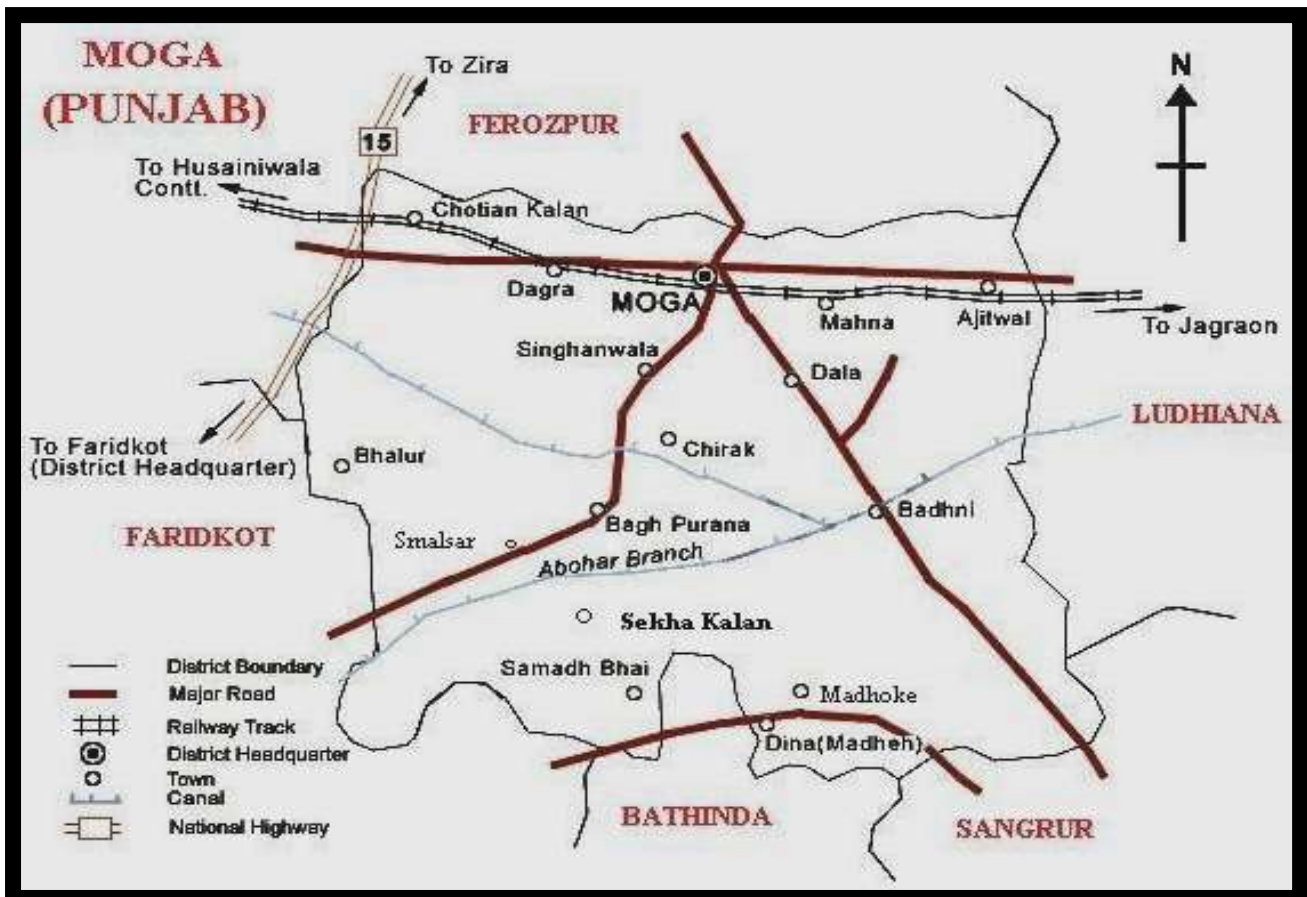 MOGA
(PUNJAB)
To Zira
FEROZPUR
N
15
To Husainiwala
Contt.
Chotian Kalan
Dagra
MOGA
Mahna
Ajitwal
To Jagraon
Singhanwala
Dala
LUDHIANA
To Faridkot
(District Headquarter)
Bhalur
Chirak
FARIDKOT
Smalsar
Bagh Purana
Badhni
Abohar Branch
Sekha Kalan
Samadh Bhai
Madhoke
Dina(Madheh)
BATHINDA
SANGRUR
District Boundary
Major Road
Railway Track
District Headquarter
Town
Canal
National Highway